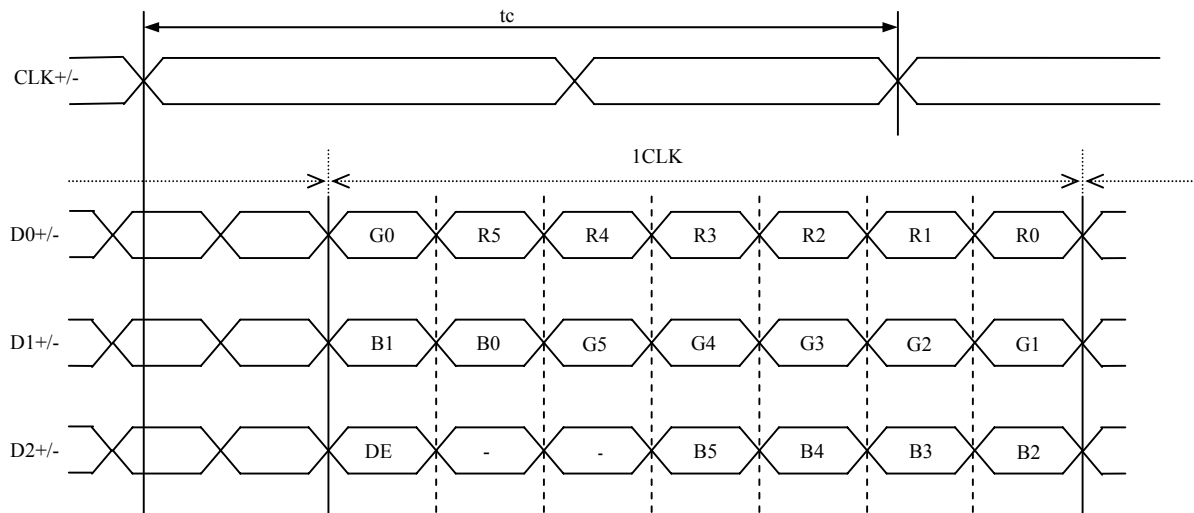 tc
CLK+/-
1CLK
D0+/- G0 R5 R4 R3 R2 R1 R0
D1+/- B1 B0 G5 G4 G3 G2 G1
D2+/- DE - - B5 B4 B3 B2